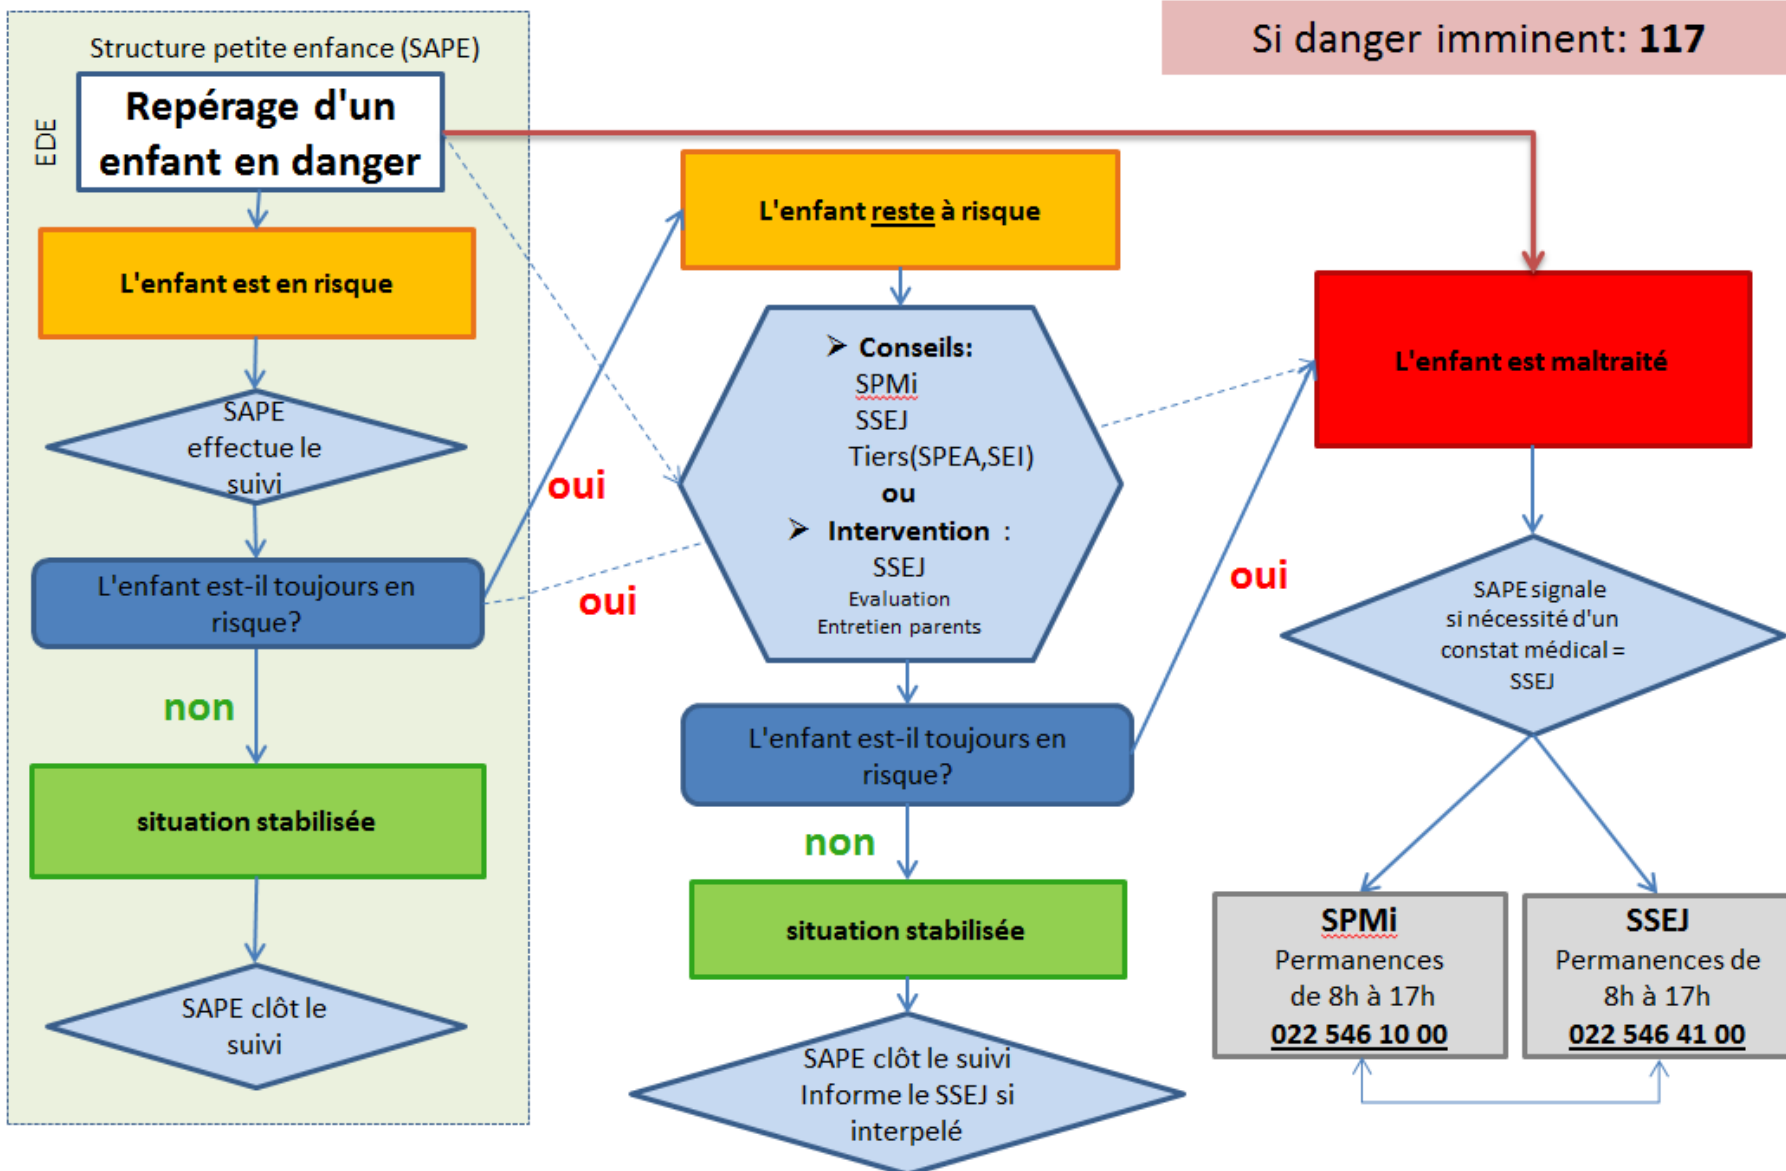 Structure petite enfance (SAPE)
EDE
Repérage d'un
enfant en danger
L'enfant est en risque
SAPE
effectue le
suivi
L'enfant est-il toujours en
risque?
non
situation stabilisée
SAPE clôt le
suivi
oui
oui
L'enfant reste à risque
➢ Conseils:
SPMi
SSEJ
Tiers(SPEA,SEI)
ou
➢ Intervention :
SSEJ
Evaluation
Entretien parents
L'enfant est-il toujours en
risque?
non
situation stabilisée
SAPE clôt le suivi
Informe le SSEJ si
interpelé
oui
Si danger imminent: 117
L'enfant est maltraité
SAPE signale
si nécessité d'un
constat médical =
SSEJ
SPMi
Permanences
de 8h à 17h
022 546 10 00
SSEJ
Permanences de
8h à 17h
022 546 41 00